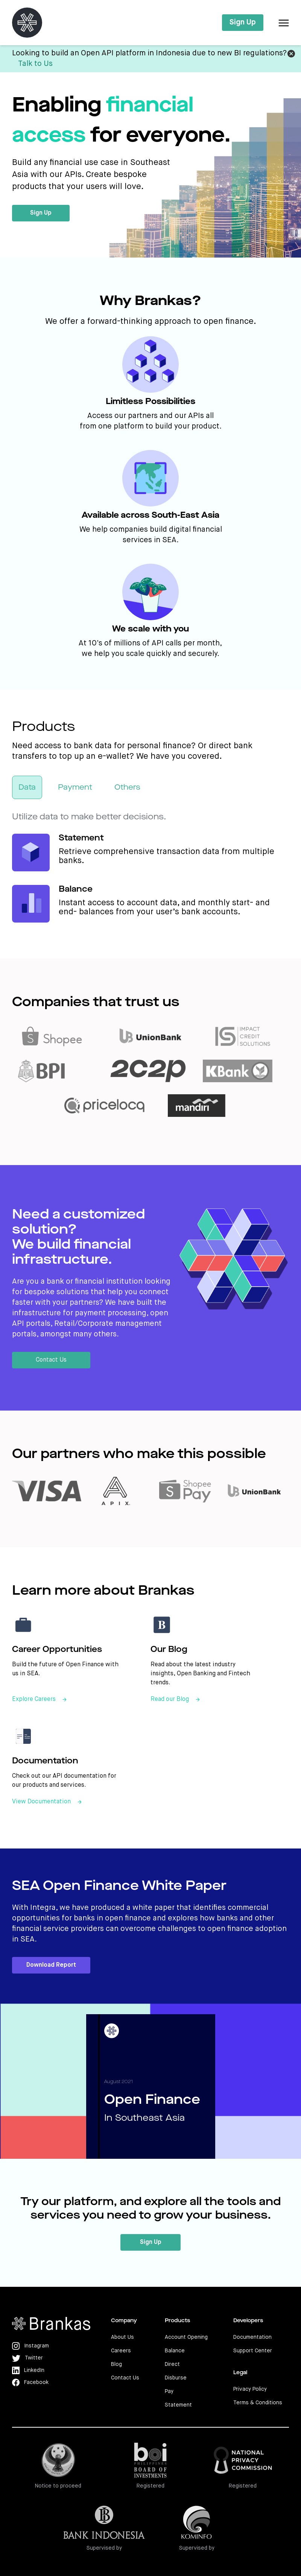 Sign Up
Looking to build an Open API platform in Indonesia due to new BI regulations?
Talk to Us
Enabling financial
access for everyone.
Build any financial use case in Southeast
Asia with our APIs. Create bespoke
products that your users will love.
Sign Up
Why Brankas?
We offer a forward-thinking approach to open finance.
Limitless Possibilities
Access our partners and our APIs all
from one platform to build your product.
Available across South-East Asia
We help companies build digital financial
services in SEA.
We scale with you
At 10's of millions of API calls per month,
we help you scale quickly and securely.
Products
Need access to bank data for personal finance? Or direct bank
transfers to top up an e-wallet? We have you covered.
Data Payment Others
Utilize data to make better decisions.
Statement
Retrieve comprehensive transaction data from multiple
banks.
Balance
Instant access to account data, and monthly start- and
end- balances from your user's bank accounts.
Companies that trust us
Shopee UnionBank IS IMPACT CREDIT SOLUTIONS
BPI 2C2P KBank
pricelocq mandırı
Need a customized
solution?
We build financial
infrastructure.
Are you a bank or financial institution looking
for bespoke solutions that help you connect
faster with your partners? We have built the
infrastructure for payment processing, open
API portals, Retail/Corporate management
portals, amongst many others.
Contact Us
Our partners who make this possible
VISA APIX. Shopee Pay UnionBank
Learn more about Brankas
Career Opportunities
Build the future of Open Finance with
us in SEA.
Explore Careers
B
Our Blog
Read about the latest industry
insights, Open Banking and Fintech
trends.
Read our Blog
Documentation
Check out our API documentation for
our products and services.
View Documentation
SEA Open Finance White Paper
With Integra, we have produced a white paper that identifies commercial
opportunities for banks in open finance and explores how banks and other
financial service providers can overcome challenges to open finance adoption
in SEA.
Download Report
August 2021
Open Finance
In Southeast Asia
Try our platform, and explore all the tools and
services you need to grow your business.
Sign Up
Brankas
Instagram
Twitter
LinkedIn
Facebook
Company
About Us
Careers
Blog
Contact Us
Products
Account Opening
Balance
Direct
Disburse
Pay
Statement
Developers
Documentation
Support Center
Legal
Privacy Policy
Terms & Conditions
Notice to proceed
boi
PHILIPPINES
BOARD OF
INVESTMENTS
Registered
NATIONAL
PRIVACY
COMMISSION
Registered
BANK INDONESIA
Supervised by
KOMINFO
Supervised by